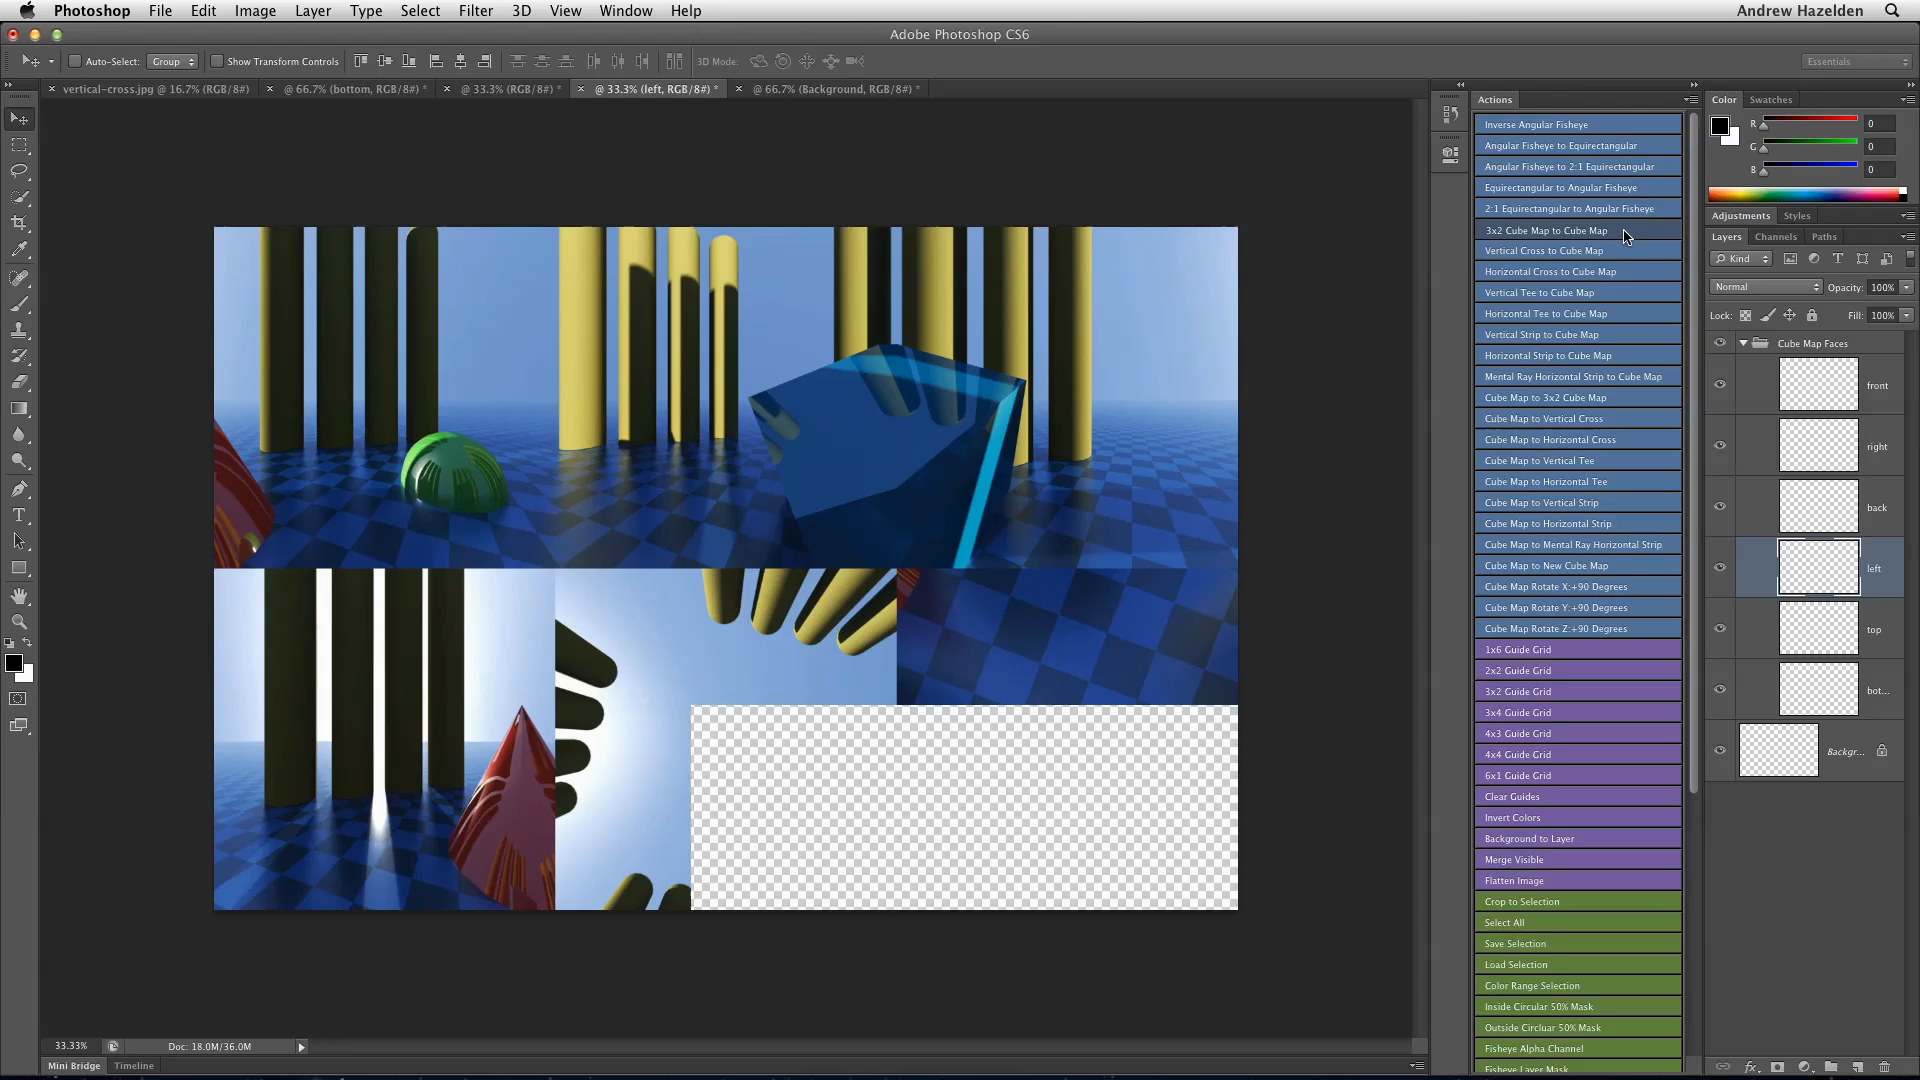 Photoshop File Edit Image Layer Type Select Filter 3D View Window Help Andrew Hazelden
Adobe Photoshop CS6
Auto-Select: Group Show Transform Controls 3D Mode: Essentials
vertical-cross.jpg @ 16.7% (RGB/8#) @ 66.7% (bottom, RGB/8#) * @ 33.3% (RGB/8#) * @ 33.3% (left, RGB/8#) * @ 66.7% (Background, RGB/8#) *
Actions
Inverse Angular Fisheye
Angular Fisheye to Equirectangular
Angular Fisheye to 2:1 Equirectangular
Equirectangular to Angular Fisheye
2:1 Equirectangular to Angular Fisheye
3x2 Cube Map to Cube Map
Vertical Cross to Cube Map
Horizontal Cross to Cube Map
Vertical Tee to Cube Map
Horizontal Tee to Cube Map
Vertical Strip to Cube Map
Horizontal Strip to Cube Map
Mental Ray Horizontal Strip to Cube Map
Cube Map to 3x2 Cube Map
Cube Map to Vertical Cross
Cube Map to Horizontal Cross
Cube Map to Vertical Tee
Cube Map to Horizontal Tee
Cube Map to Vertical Strip
Cube Map to Horizontal Strip
Cube Map to Mental Ray Horizontal Strip
Cube Map to New Cube Map
Cube Map Rotate X:+90 Degrees
Cube Map Rotate Y:+90 Degrees
Cube Map Rotate Z:+90 Degrees
1x6 Guide Grid
2x2 Guide Grid
3x2 Guide Grid
3x4 Guide Grid
4x3 Guide Grid
4x4 Guide Grid
6x1 Guide Grid
Clear Guides
Invert Colors
Background to Layer
Merge Visible
Flatten Image
Crop to Selection
Select All
Save Selection
Load Selection
Color Range Selection
Inside Circular 50% Mask
Outside Circluar 50% Mask
Fisheye Alpha Channel
Fisheye Layer Mask
Color Swatches
R 0
G 0
B 0
Adjustments Styles
Layers Channels Paths
Kind
Normal Opacity: 100%
Lock: Fill: 100%
Cube Map Faces
front
right
back
left
top
bot...
Backgr...
33.33% Doc: 18.0M/36.0M
Mini Bridge Timeline